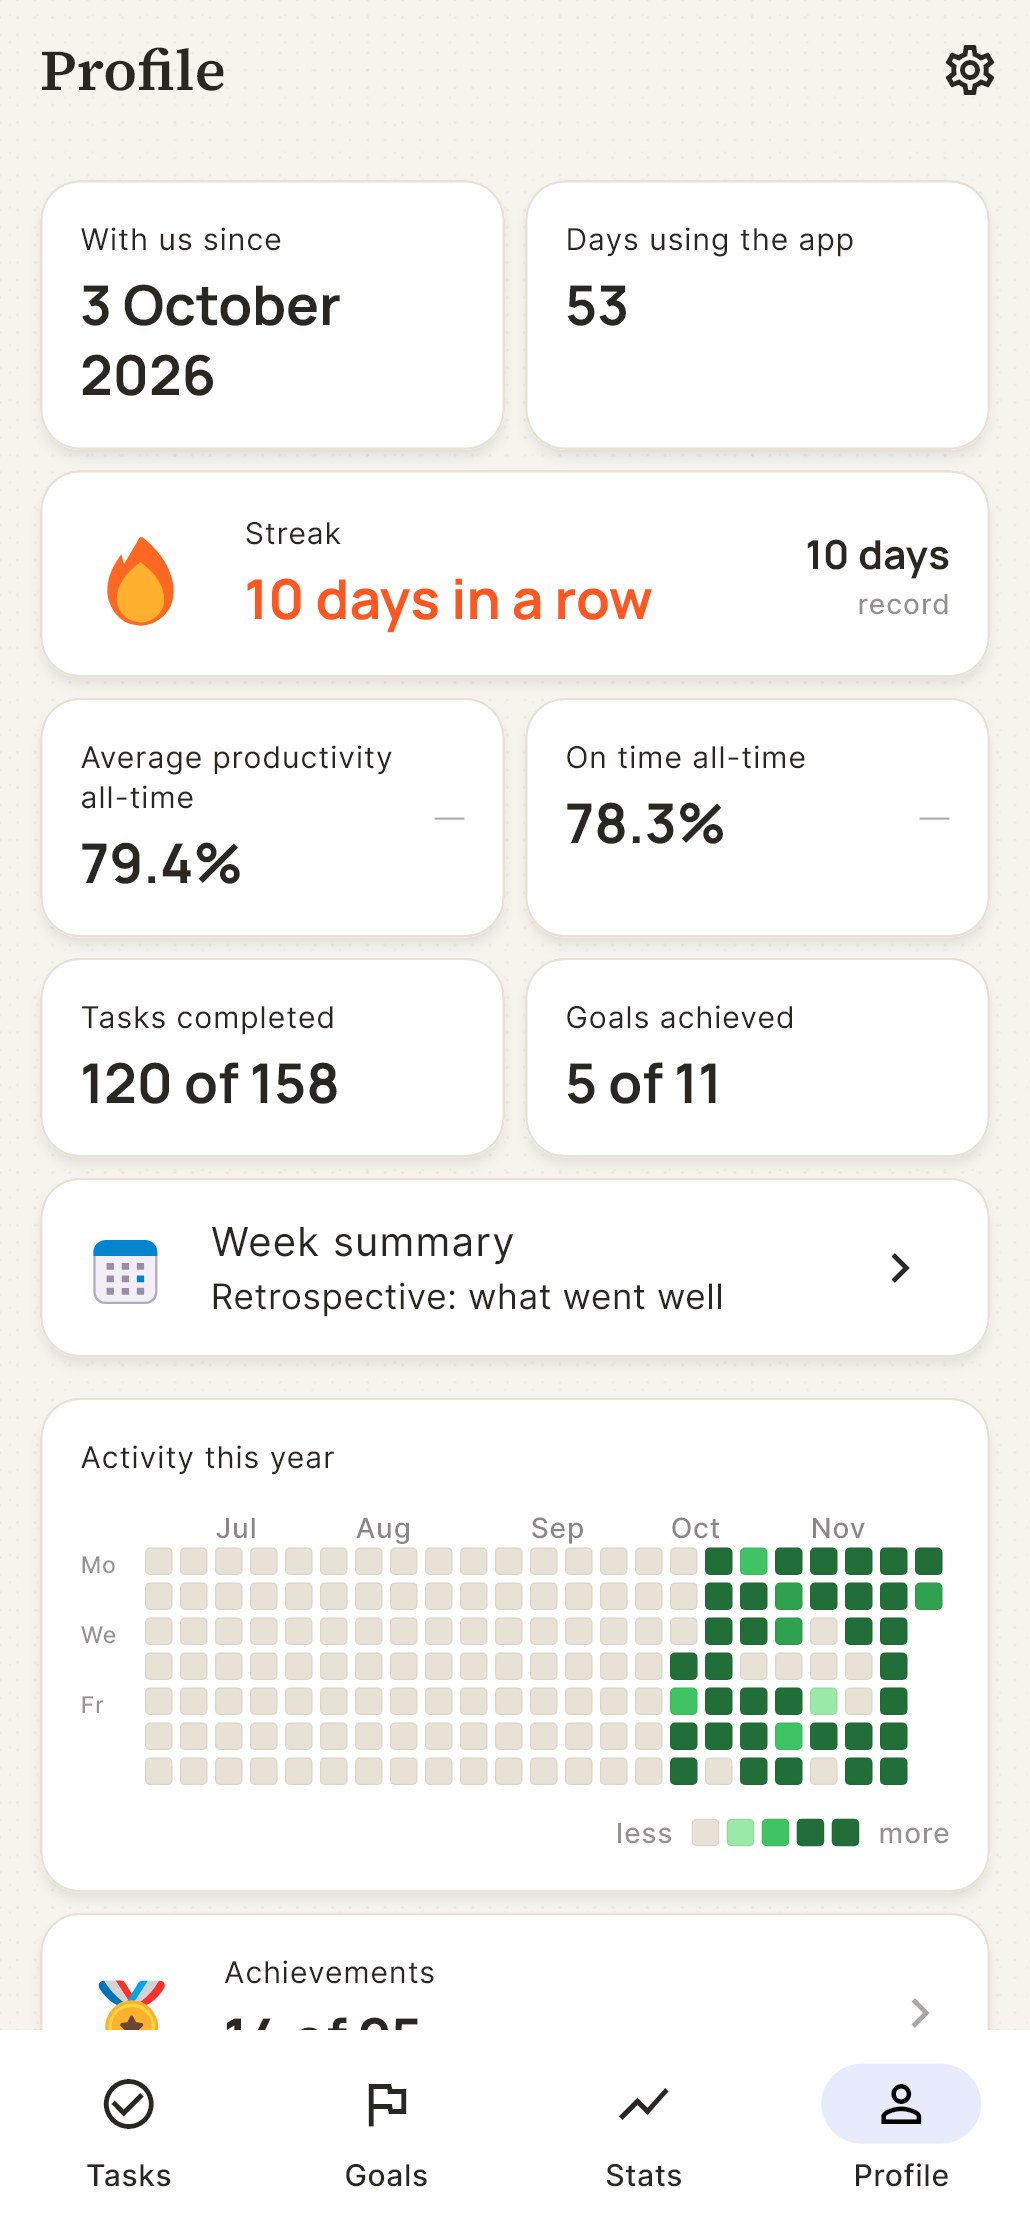 Profile
With us since
3 October
2026
Days using the app
53
Streak
10 days in a row
10 days
record
Average productivity
all-time
79.4%
—
On time all-time
78.3%
—
Tasks completed
120 of 158
Goals achieved
5 of 11
Week summary
Retrospective: what went well
Activity this year
Jul Aug Sep Oct Nov
Mo
We
Fr
less more
Achievements
Tasks Goals Stats Profile